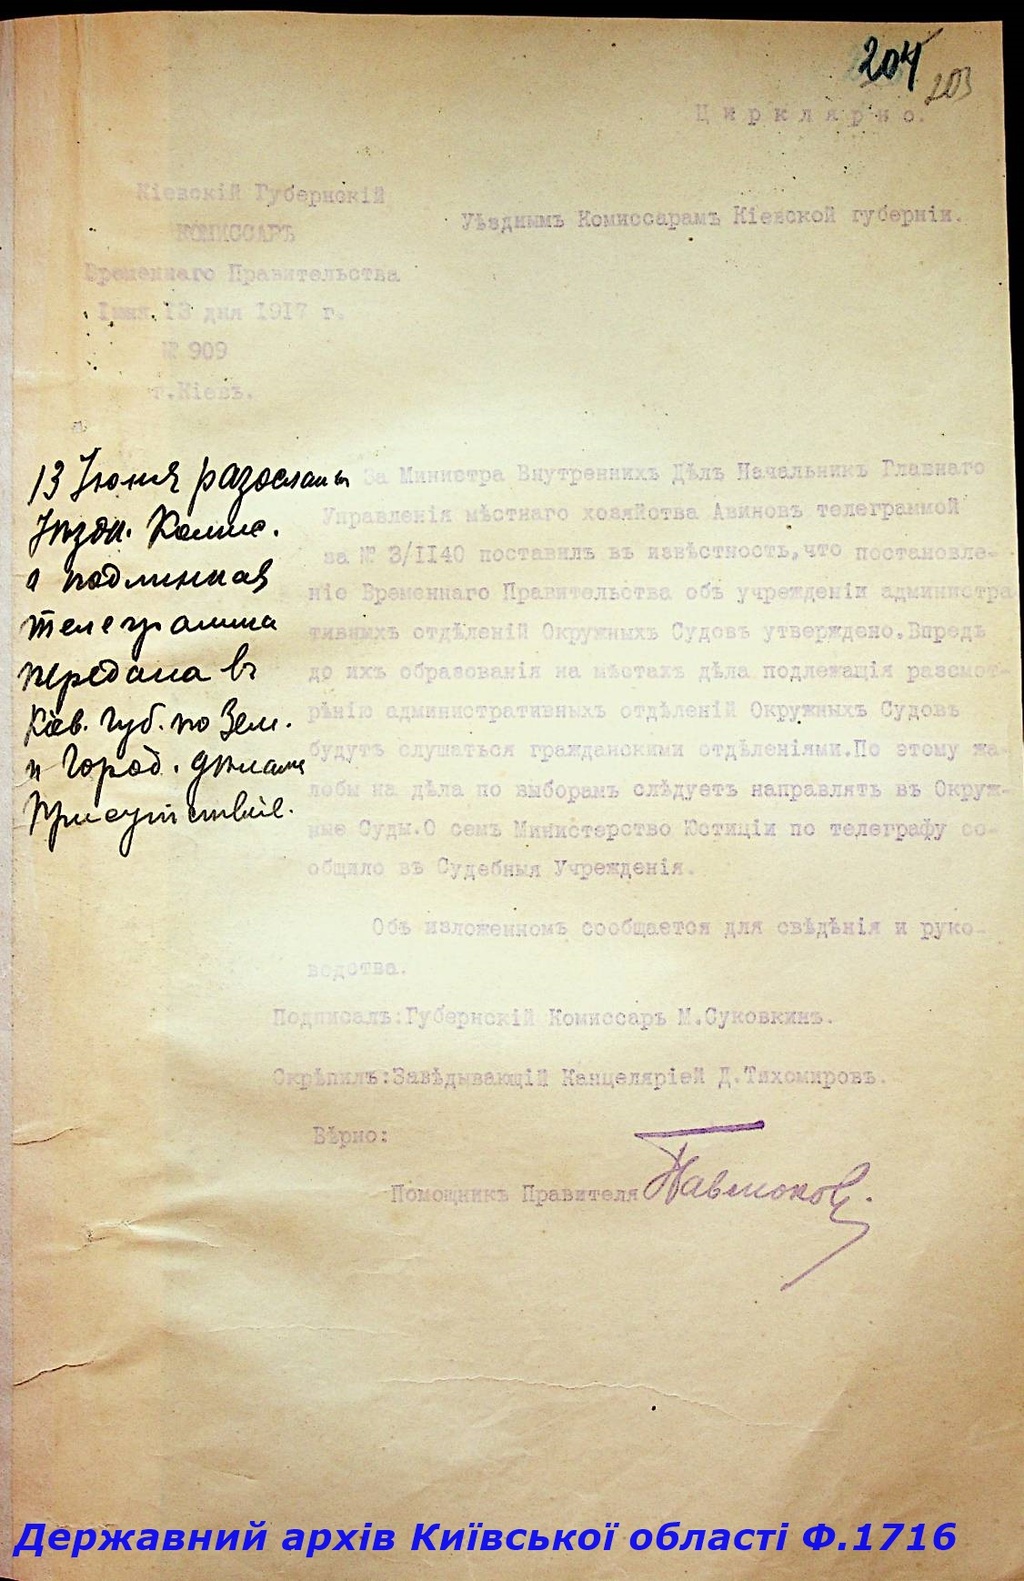 204
203
Циркулярно.
Кіевскій Губернскій
КОМИССАРЪ
Временнаго Правительства
Іюня 13 дня 1917 г.
№ 909
г.Кіевъ.
Уѣзднымъ Комиссарамъ Кіевской губерніи.
13 Іюня разосланы
Уѣзд. Комис.
а подлинная
телеграмма
передана въ
Кіев. Губ. по Зем.
и Город. дѣламъ
Присутствіе.
За Министра Внутреннихъ Дѣлъ Начальникъ Главнаго
Управленія мѣстнаго хозяйства Авиновъ телеграммой
за № 3/II40 поставилъ въ извѣстность,что постановле-
ніе Временнаго Правительства объ учрежденіи администра
тивныхъ отдѣленій Окружныхъ Судовъ утверждено.Впредь
до ихъ образованія на мѣстахъ дѣла подлежащія разсмот-
рѣнію административныхъ отдѣленій Окружныхъ Судовъ
будутъ слушаться гражданскими отдѣленіями.По этому жа-
лобы на дѣла по выборамъ слѣдуетъ направлять въ Окруж-
ные Суды.О семъ Министерство Юстиціи по телеграфу со-
общило въ Судебныя Учрежденія.
Объ изложенномъ сообщается для свѣдѣнія и руко-
водства.
Подписалъ:Губернскій Комиссаръ М.Суковкинъ.
Скрѣпилъ:Завѣдывающій Канцеляріей Д.Тихомировъ.
Вѣрно:
Помощникъ Правителя Павлюковъ.
Державний архів Київської області Ф.1716